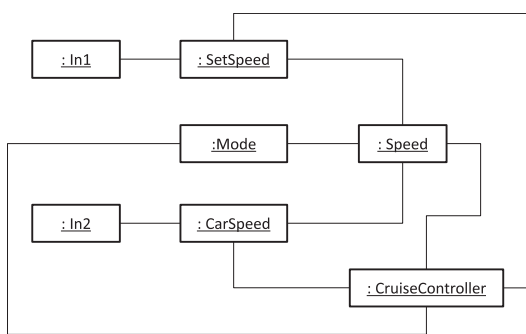 : In1
: SetSpeed
:Mode
: Speed
: In2
: CarSpeed
: CruiseController